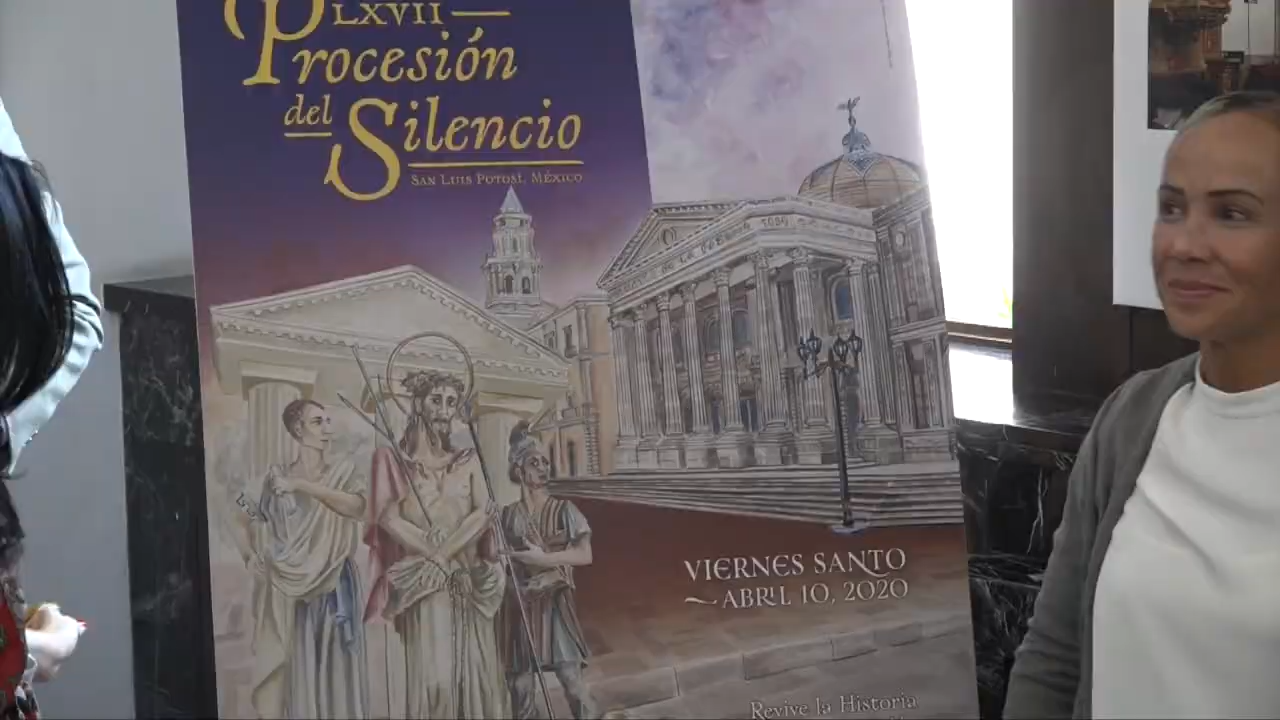 LXVII
Procesión
del Silencio
San Luis Potosí, México
VIERNES SANTO
ABRIL 10, 2020
Revive la Historia